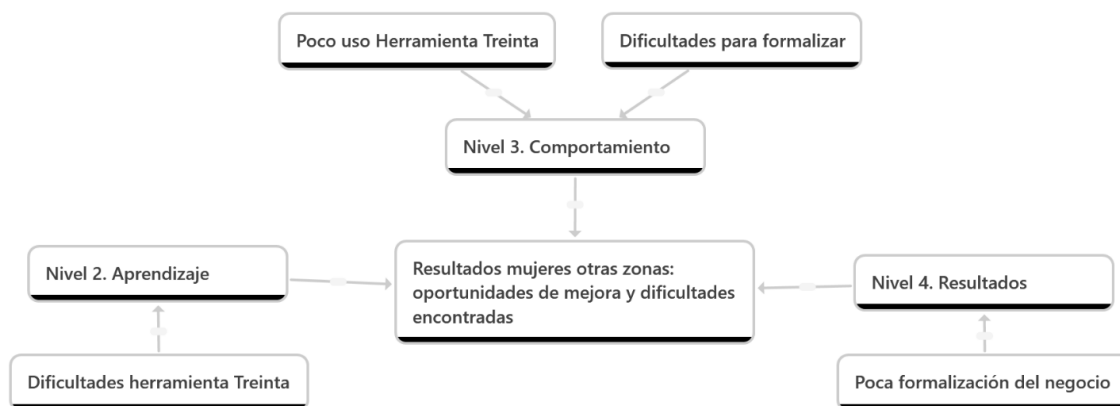 Poco uso Herramienta Treinta
Dificultades para formalizar
Nivel 3. Comportamiento
Nivel 2. Aprendizaje
Resultados mujeres otras zonas:
oportunidades de mejora y dificultades
encontradas
Nivel 4. Resultados
Dificultades herramienta Treinta
Poca formalización del negocio